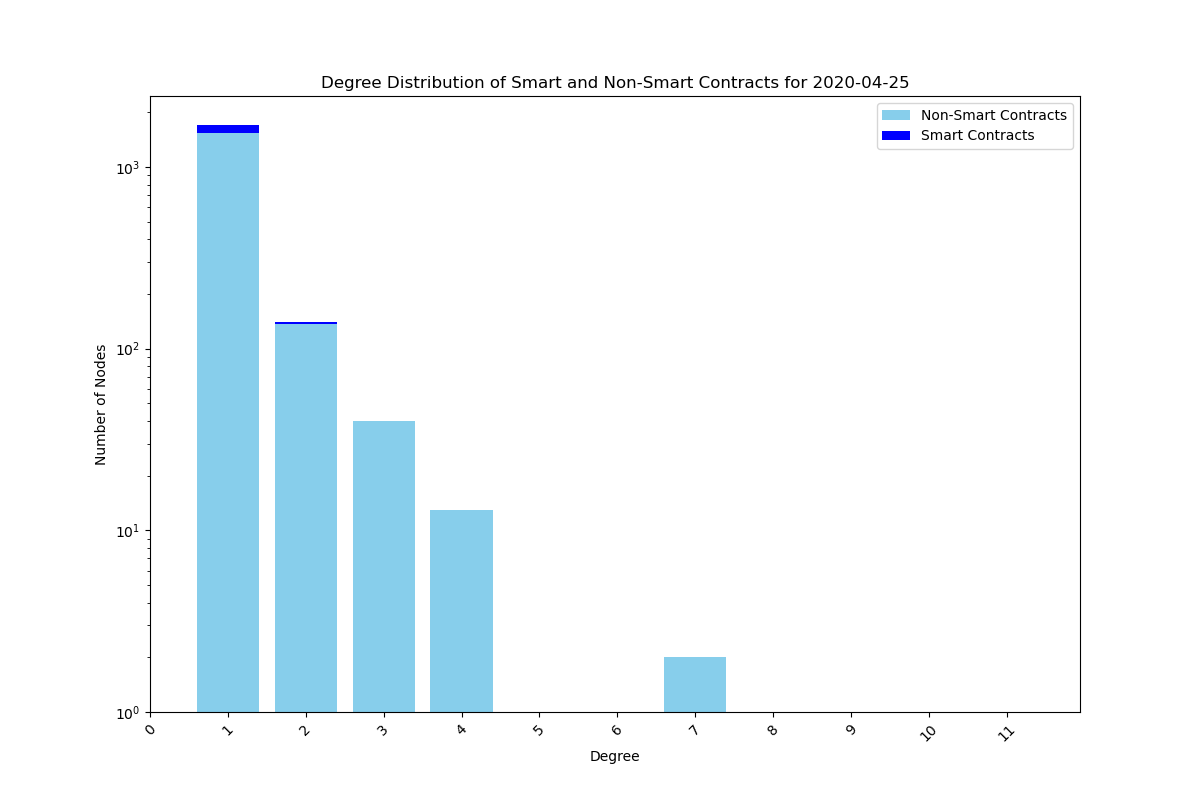 Degree Distribution of Smart and Non-Smart Contracts for 2020-04-25
Non-Smart Contracts
Smart Contracts
Number of Nodes
10³
10²
10¹
10⁰
0 1 2 3 4 5 6 7 8 9 10 11
Degree